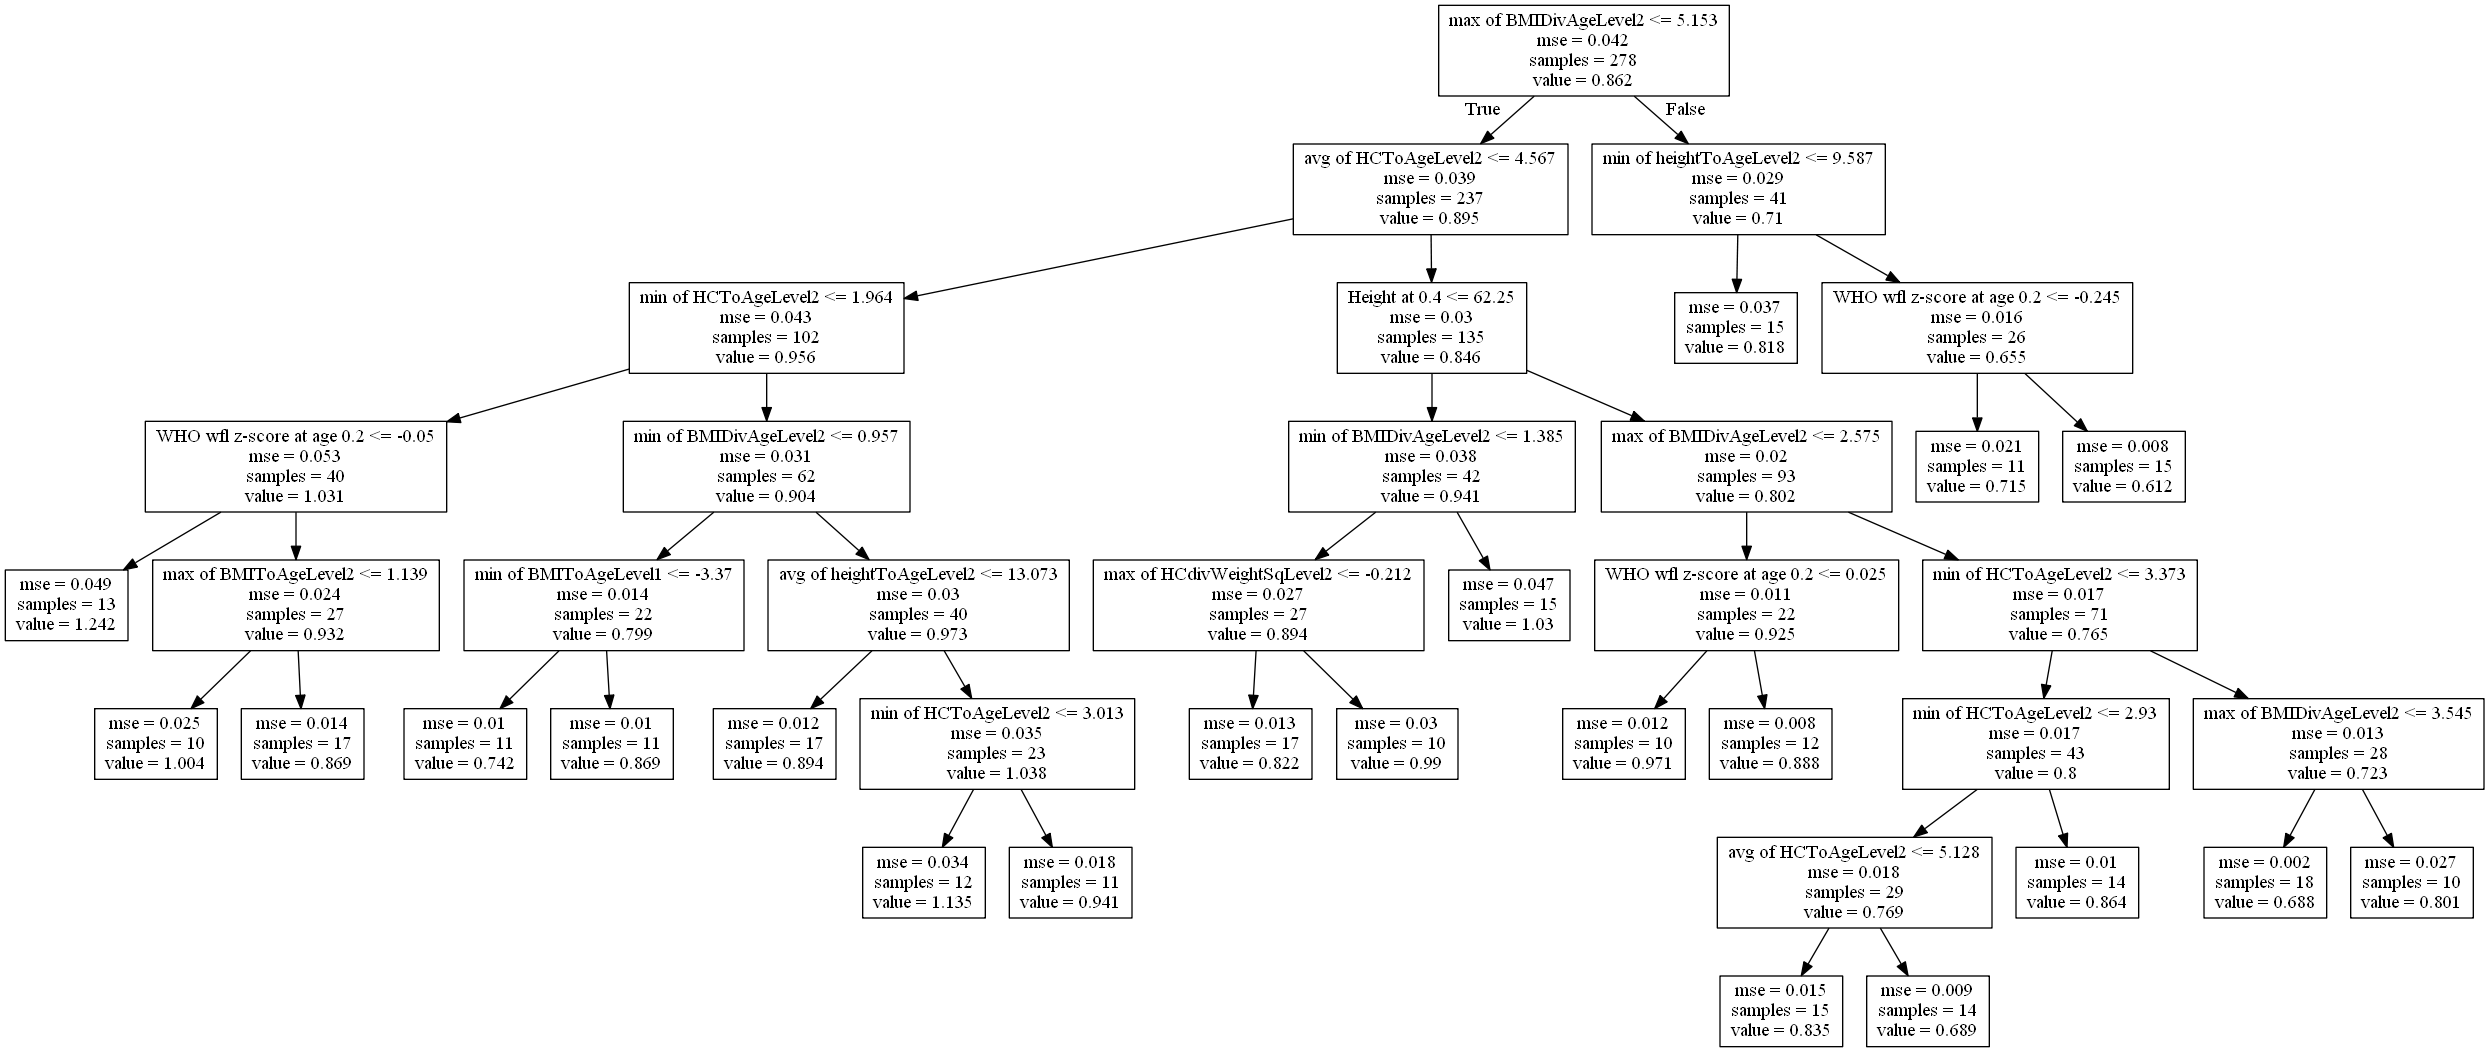 max of BMIDivAgeLevel2 <= 5.153
mse = 0.042
samples = 278
value = 0.862
True
False
avg of HCToAgeLevel2 <= 4.567
mse = 0.039
samples = 237
value = 0.895
min of heightToAgeLevel2 <= 9.587
mse = 0.029
samples = 41
value = 0.71
min of HCToAgeLevel2 <= 1.964
mse = 0.043
samples = 102
value = 0.956
Height at 0.4 <= 62.25
mse = 0.03
samples = 135
value = 0.846
mse = 0.037
samples = 15
value = 0.818
WHO wfl z-score at age 0.2 <= -0.245
mse = 0.016
samples = 26
value = 0.655
WHO wfl z-score at age 0.2 <= -0.05
mse = 0.053
samples = 40
value = 1.031
min of BMIDivAgeLevel2 <= 0.957
mse = 0.031
samples = 62
value = 0.904
min of BMIDivAgeLevel2 <= 1.385
mse = 0.038
samples = 42
value = 0.941
max of BMIDivAgeLevel2 <= 2.575
mse = 0.02
samples = 93
value = 0.802
mse = 0.021
samples = 11
value = 0.715
mse = 0.008
samples = 15
value = 0.612
mse = 0.049
samples = 13
value = 1.242
max of BMIToAgeLevel2 <= 1.139
mse = 0.024
samples = 27
value = 0.932
min of BMIToAgeLevel1 <= -3.37
mse = 0.014
samples = 22
value = 0.799
avg of heightToAgeLevel2 <= 13.073
mse = 0.03
samples = 40
value = 0.973
max of HCdivWeightSqLevel2 <= -0.212
mse = 0.027
samples = 27
value = 0.894
mse = 0.047
samples = 15
value = 1.03
WHO wfl z-score at age 0.2 <= 0.025
mse = 0.011
samples = 22
value = 0.925
min of HCToAgeLevel2 <= 3.373
mse = 0.017
samples = 71
value = 0.765
mse = 0.025
samples = 10
value = 1.004
mse = 0.014
samples = 17
value = 0.869
mse = 0.01
samples = 11
value = 0.742
mse = 0.01
samples = 11
value = 0.869
mse = 0.012
samples = 17
value = 0.894
min of HCToAgeLevel2 <= 3.013
mse = 0.035
samples = 23
value = 1.038
mse = 0.013
samples = 17
value = 0.822
mse = 0.03
samples = 10
value = 0.99
mse = 0.012
samples = 10
value = 0.971
mse = 0.008
samples = 12
value = 0.888
min of HCToAgeLevel2 <= 2.93
mse = 0.017
samples = 43
value = 0.8
max of BMIDivAgeLevel2 <= 3.545
mse = 0.013
samples = 28
value = 0.723
mse = 0.034
samples = 12
value = 1.135
mse = 0.018
samples = 11
value = 0.941
avg of HCToAgeLevel2 <= 5.128
mse = 0.018
samples = 29
value = 0.769
mse = 0.01
samples = 14
value = 0.864
mse = 0.002
samples = 18
value = 0.688
mse = 0.027
samples = 10
value = 0.801
mse = 0.015
samples = 15
value = 0.835
mse = 0.009
samples = 14
value = 0.689